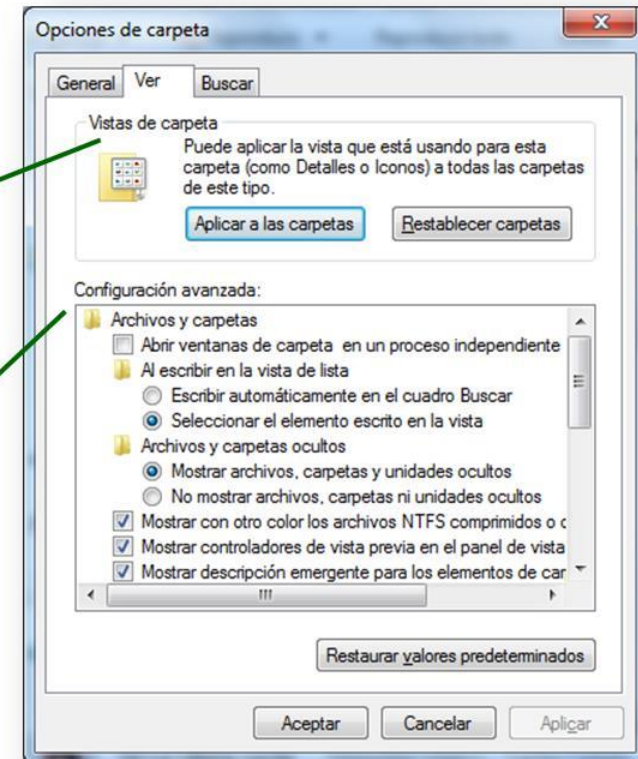 Opciones de carpeta
General Ver Buscar
Vistas de carpeta
Puede aplicar la vista que está usando para esta
carpeta (como Detalles o Iconos) a todas las carpetas
de este tipo.
Aplicar a las carpetas Restablecer carpetas
Configuración avanzada:
Archivos y carpetas
Abrir ventanas de carpeta en un proceso independiente
Al escribir en la vista de lista
Escribir automáticamente en el cuadro Buscar
Seleccionar el elemento escrito en la vista
Archivos y carpetas ocultos
Mostrar archivos, carpetas y unidades ocultos
No mostrar archivos, carpetas ni unidades ocultos
Mostrar con otro color los archivos NTFS comprimidos o c
Mostrar controladores de vista previa en el panel de vista
Mostrar descripción emergente para los elementos de car
Restaurar valores predeterminados
Aceptar Cancelar Aplicar